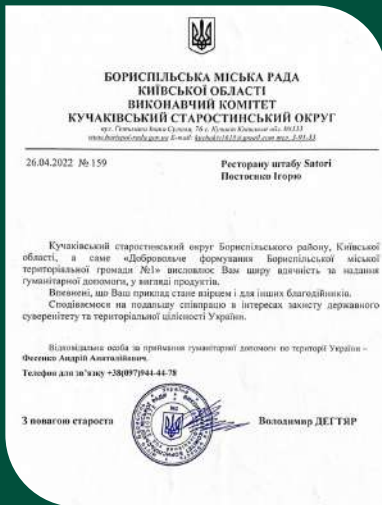 БОРИСПІЛЬСЬКА МІСЬКА РАДА
КИЇВСЬКОЇ ОБЛАСТІ
ВИКОНАВЧИЙ КОМІТЕТ
КУЧАКІВСЬКИЙ СТАРОСТИНСЬКИЙ ОКРУГ
26.04.2022 № 159
Ресторану штабу Satori
Постоєнко Ігорю
Кучаківський старостинський округ Бориспільського району, Київської
області, а саме «Добровольче формування Бориспільської міської
територіальної громади №1» висловлює Вам щиру вдячність за надання
гуманітарної допомоги, у вигляді продуктів.
Впевнені, що Ваш приклад стане взірцем і для інших благодійників.
Сподіваємося на подальшу співпрацю в інтересах захисту державного
суверенітету та територіальної цілісності України.
Відповідальна особа за приймання гуманітарної допомоги по території України –
Фесенко Андрій Анатолійович.
Телефон для зв'язку +38(097)944-44-78
З повагою староста
Володимир ДЕГТЯР